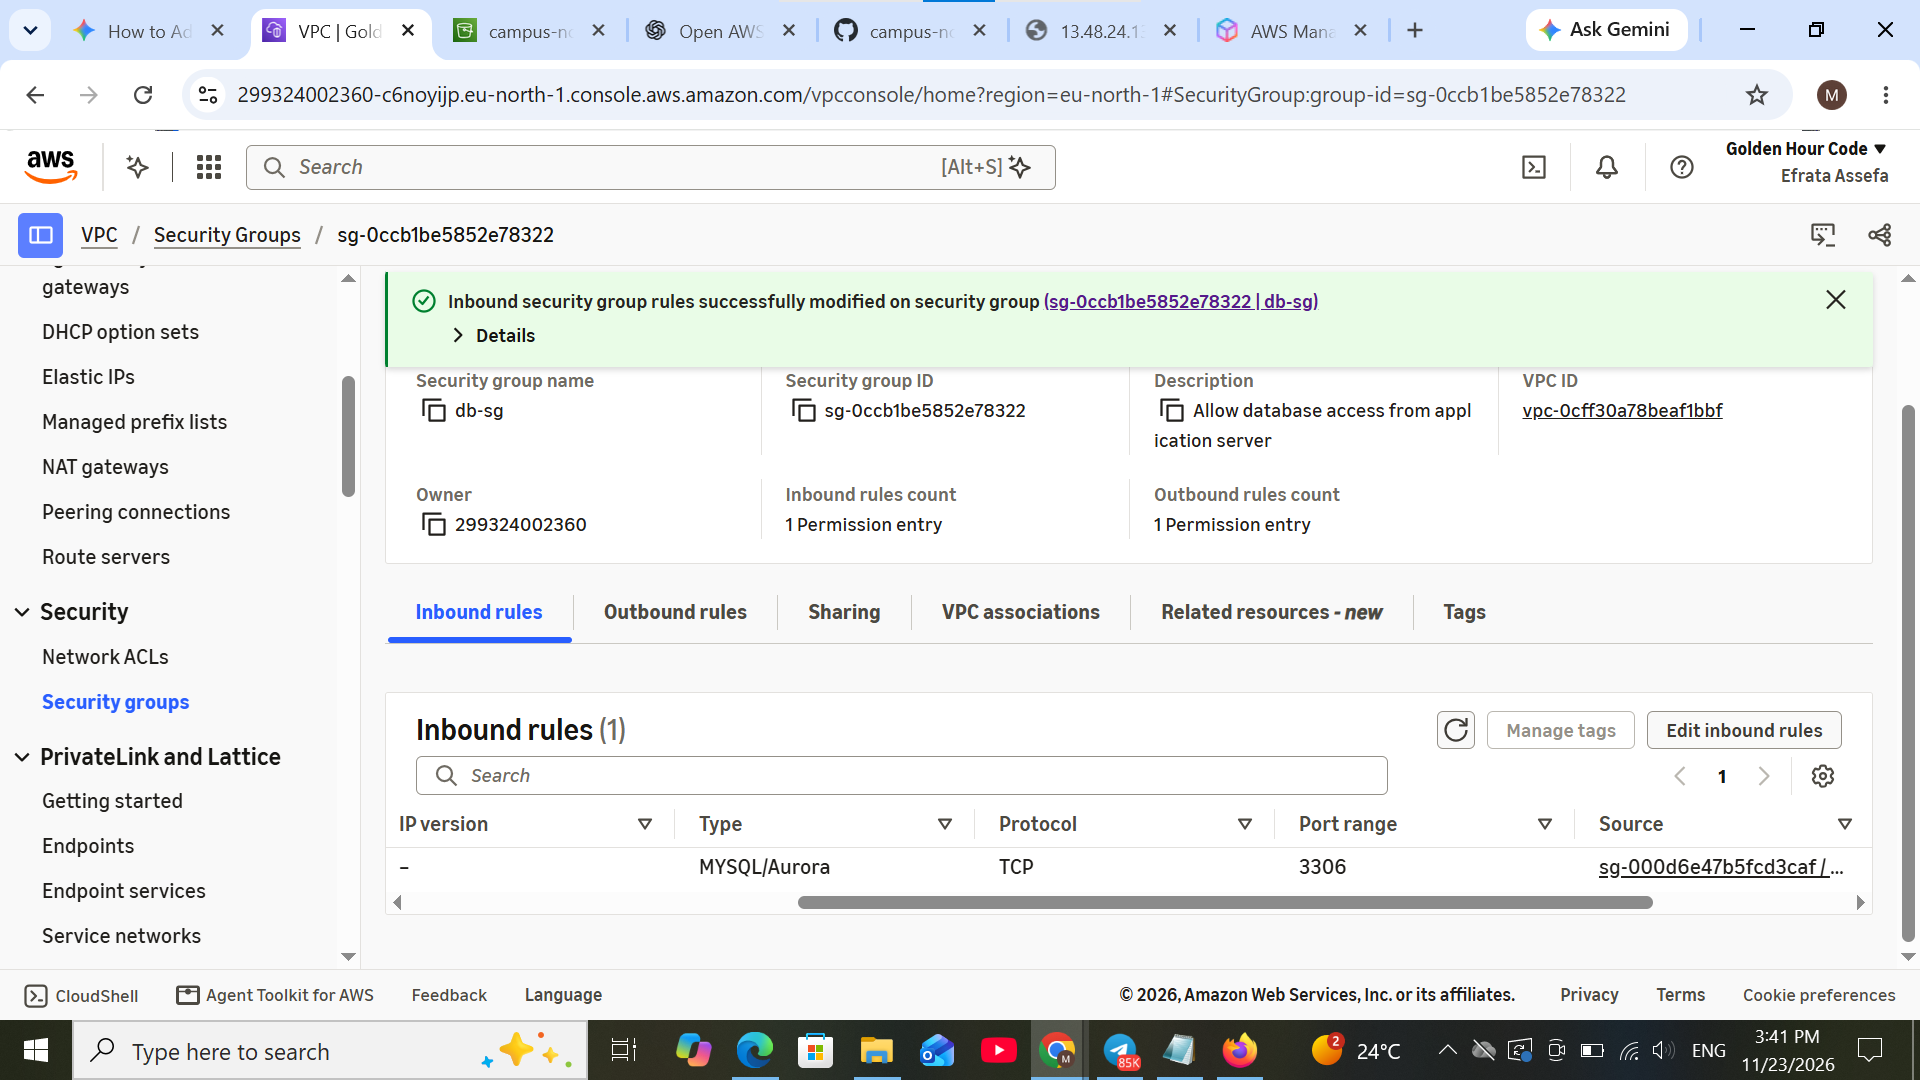 How to Ad
VPC | Gold
campus-no
Open AWS
campus-no
13.48.24.13
AWS Mana
Ask Gemini
299324002360-c6noyijp.eu-north-1.console.aws.amazon.com/vpcconsole/home?region=eu-north-1#SecurityGroup:group-id=sg-0ccb1be5852e78322
M
aws
Search
[Alt+S]
Golden Hour Code
Efrata Assefa
VPC / Security Groups / sg-0ccb1be5852e78322
gateways
DHCP option sets
Elastic IPs
Managed prefix lists
NAT gateways
Peering connections
Route servers
Security
Network ACLs
Security groups
PrivateLink and Lattice
Getting started
Endpoints
Endpoint services
Service networks
Inbound security group rules successfully modified on security group (sg-0ccb1be5852e78322 | db-sg)
Details
Security group name
db-sg
Security group ID
sg-0ccb1be5852e78322
Description
Allow database access from appl
ication server
VPC ID
vpc-0cff30a78beaf1bbf
Owner
299324002360
Inbound rules count
1 Permission entry
Outbound rules count
1 Permission entry
Inbound rules
Outbound rules
Sharing
VPC associations
Related resources - new
Tags
Inbound rules (1)
Manage tags
Edit inbound rules
Search
1
IP version
Type
Protocol
Port range
Source
–
MYSQL/Aurora
TCP
3306
sg-000d6e47b5fcd3caf / ...
CloudShell
Agent Toolkit for AWS
Feedback
Language
© 2026, Amazon Web Services, Inc. or its affiliates.
Privacy
Terms
Cookie preferences
Type here to search
M
85K
2
24°C
ENG
3:41 PM
11/23/2026